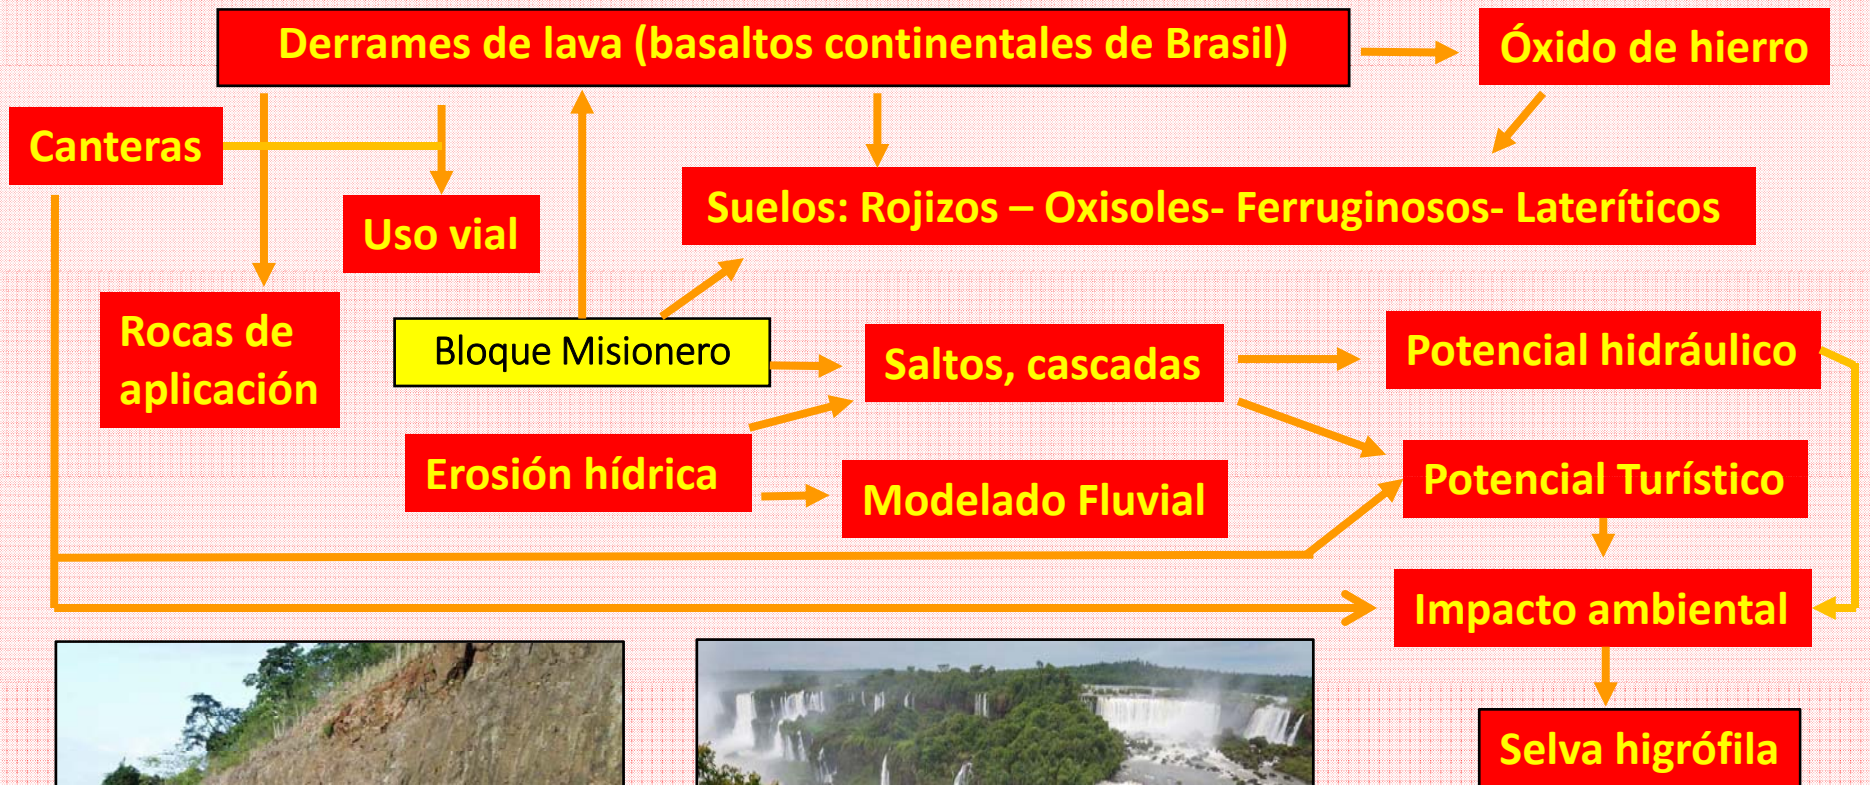 Derrames de lava (basaltos continentales de Brasil)
Óxido de hierro
Canteras
Suelos: Rojizos – Oxisoles- Ferruginosos- Lateríticos
Uso vial
Rocas de
aplicación
Bloque Misionero
Saltos, cascadas
Potencial hidráulico
Erosión hídrica
Modelado Fluvial
Potencial Turístico
Impacto ambiental
Selva higrófila